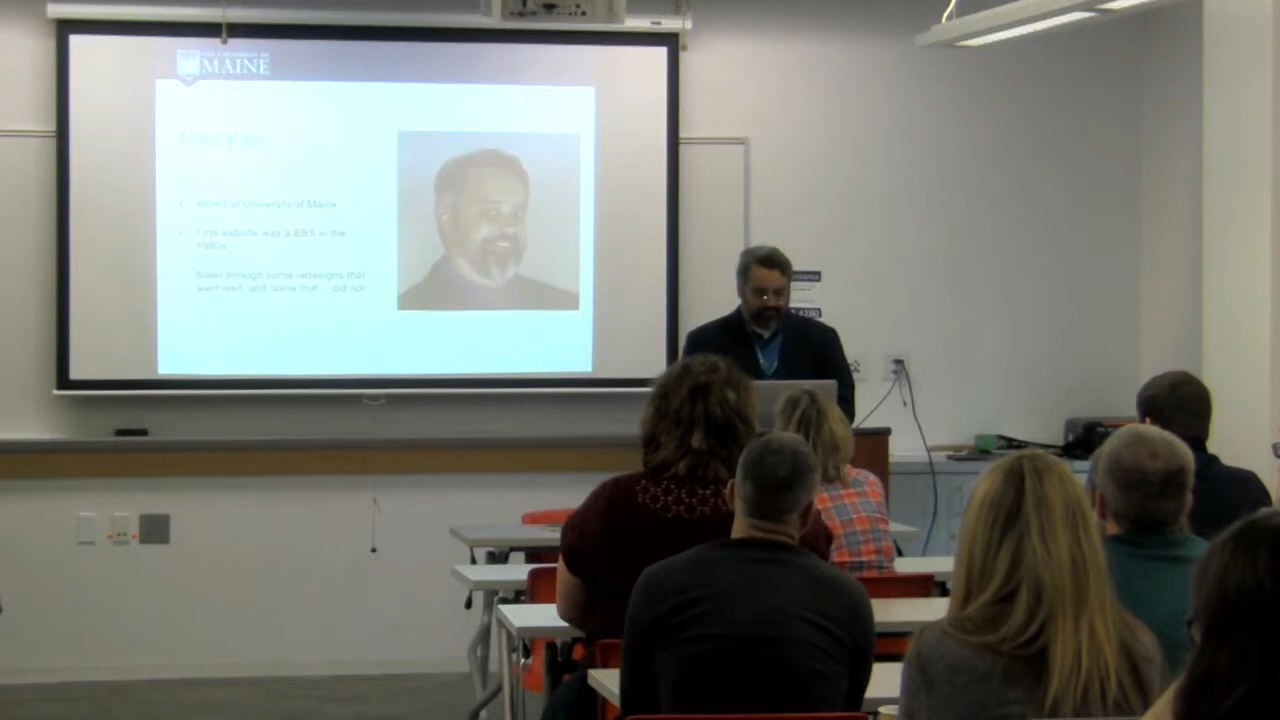 THE UNIVERSITY OF
MAINE
Works at University of Maine
First website was a BBS in the
1980s
Been through some redesigns that
went well, and some that... did not